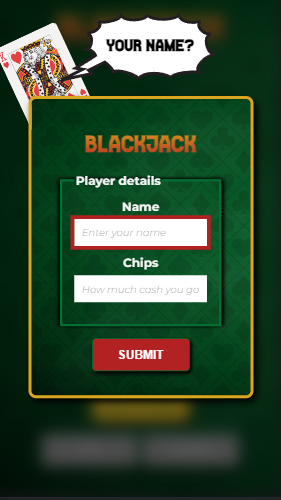 YOUR NAME?
K
BLACKJACK
Player details
Name
Enter your name
Chips
How much cash you go
SUBMIT